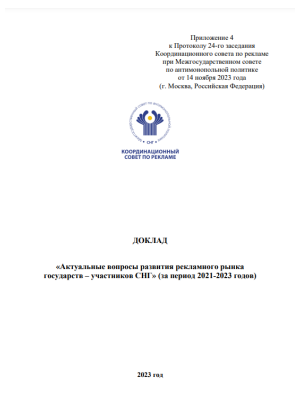 Приложение 4
к Протоколу 24-го заседания
Координационного совета по рекламе
при Межгосударственном совете
по антимонопольной политике
от 14 ноября 2023 года
(г. Москва, Российская Федерация)
СНГ
КООРДИНАЦИОННЫЙ
СОВЕТ ПО РЕКЛАМЕ
ДОКЛАД
«Актуальные вопросы развития рекламного рынка
государств – участников СНГ» (за период 2021-2023 годов)
2023 год